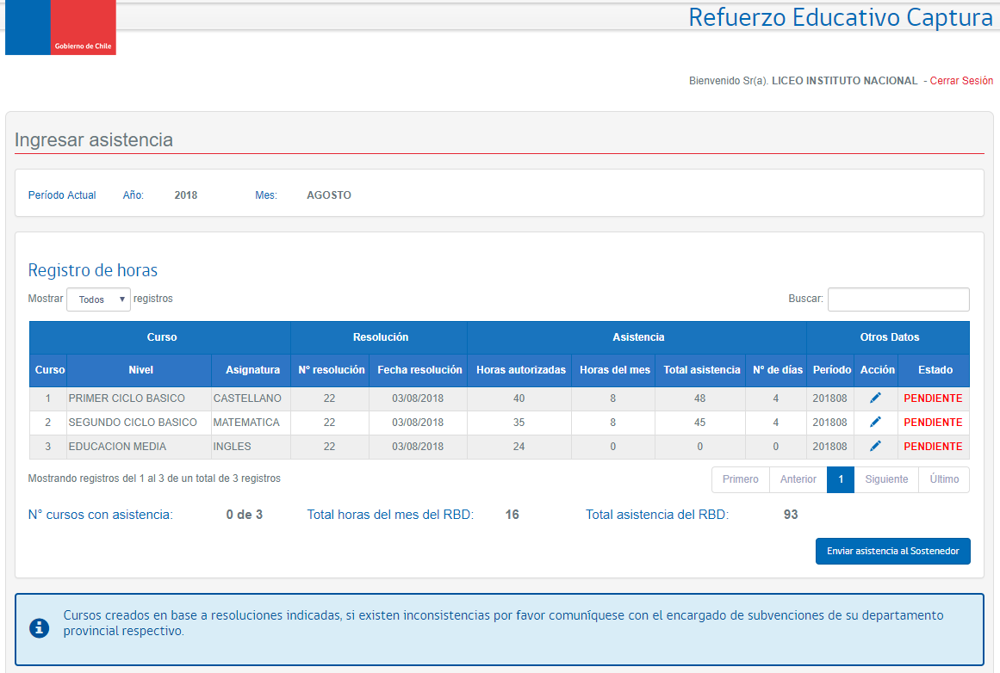 Gobierno de Chile
Refuerzo Educativo Captura
Bienvenido Sr(a). LICEO INSTITUTO NACIONAL - Cerrar Sesión
Ingresar asistencia
Período Actual Año: 2018 Mes: AGOSTO
Registro de horas
Mostrar Todos registros Buscar:
Curso Resolución Asistencia Otros Datos
Curso Nivel Asignatura Nº resolución Fecha resolución Horas autorizadas Horas del mes Total asistencia Nº de días Período Acción Estado
1 PRIMER CICLO BASICO CASTELLANO 22 03/08/2018 40 8 48 4 201808 PENDIENTE
2 SEGUNDO CICLO BASICO MATEMATICA 22 03/08/2018 35 8 45 4 201808 PENDIENTE
3 EDUCACION MEDIA INGLES 22 03/08/2018 24 0 0 0 201808 PENDIENTE
Mostrando registros del 1 al 3 de un total de 3 registros Primero Anterior 1 Siguiente Último
N° cursos con asistencia: 0 de 3 Total horas del mes del RBD: 16 Total asistencia del RBD: 93
Enviar asistencia al Sostenedor
Cursos creados en base a resoluciones indicadas, si existen inconsistencias por favor comuníquese con el encargado de subvenciones de su departamento
provincial respectivo.